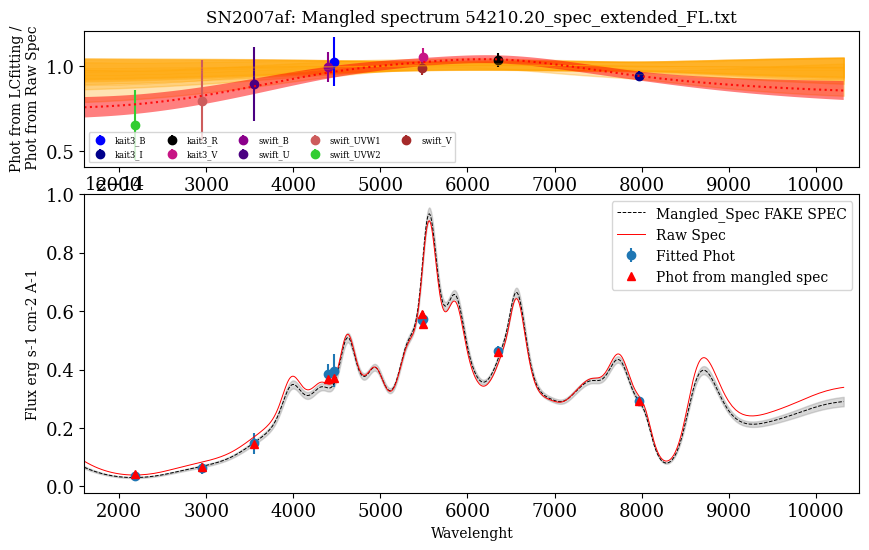 SN2007af: Mangled spectrum 54210.20_spec_extended_FL.txt
Phot from LCfitting /
Phot from Raw Spec
1.0
0.5
kait3_B kait3_R swift_B swift_UVW1 swift_V
kait3_I kait3_V swift_U swift_UVW2
2000 3000 4000 5000 6000 7000 8000 9000 10000
1e−14
Flux erg s-1 cm-2 A-1
1.0
0.8
0.6
0.4
0.2
0.0
Mangled_Spec FAKE SPEC
Raw Spec
Fitted Phot
Phot from mangled spec
2000 3000 4000 5000 6000 7000 8000 9000 10000
Wavelenght